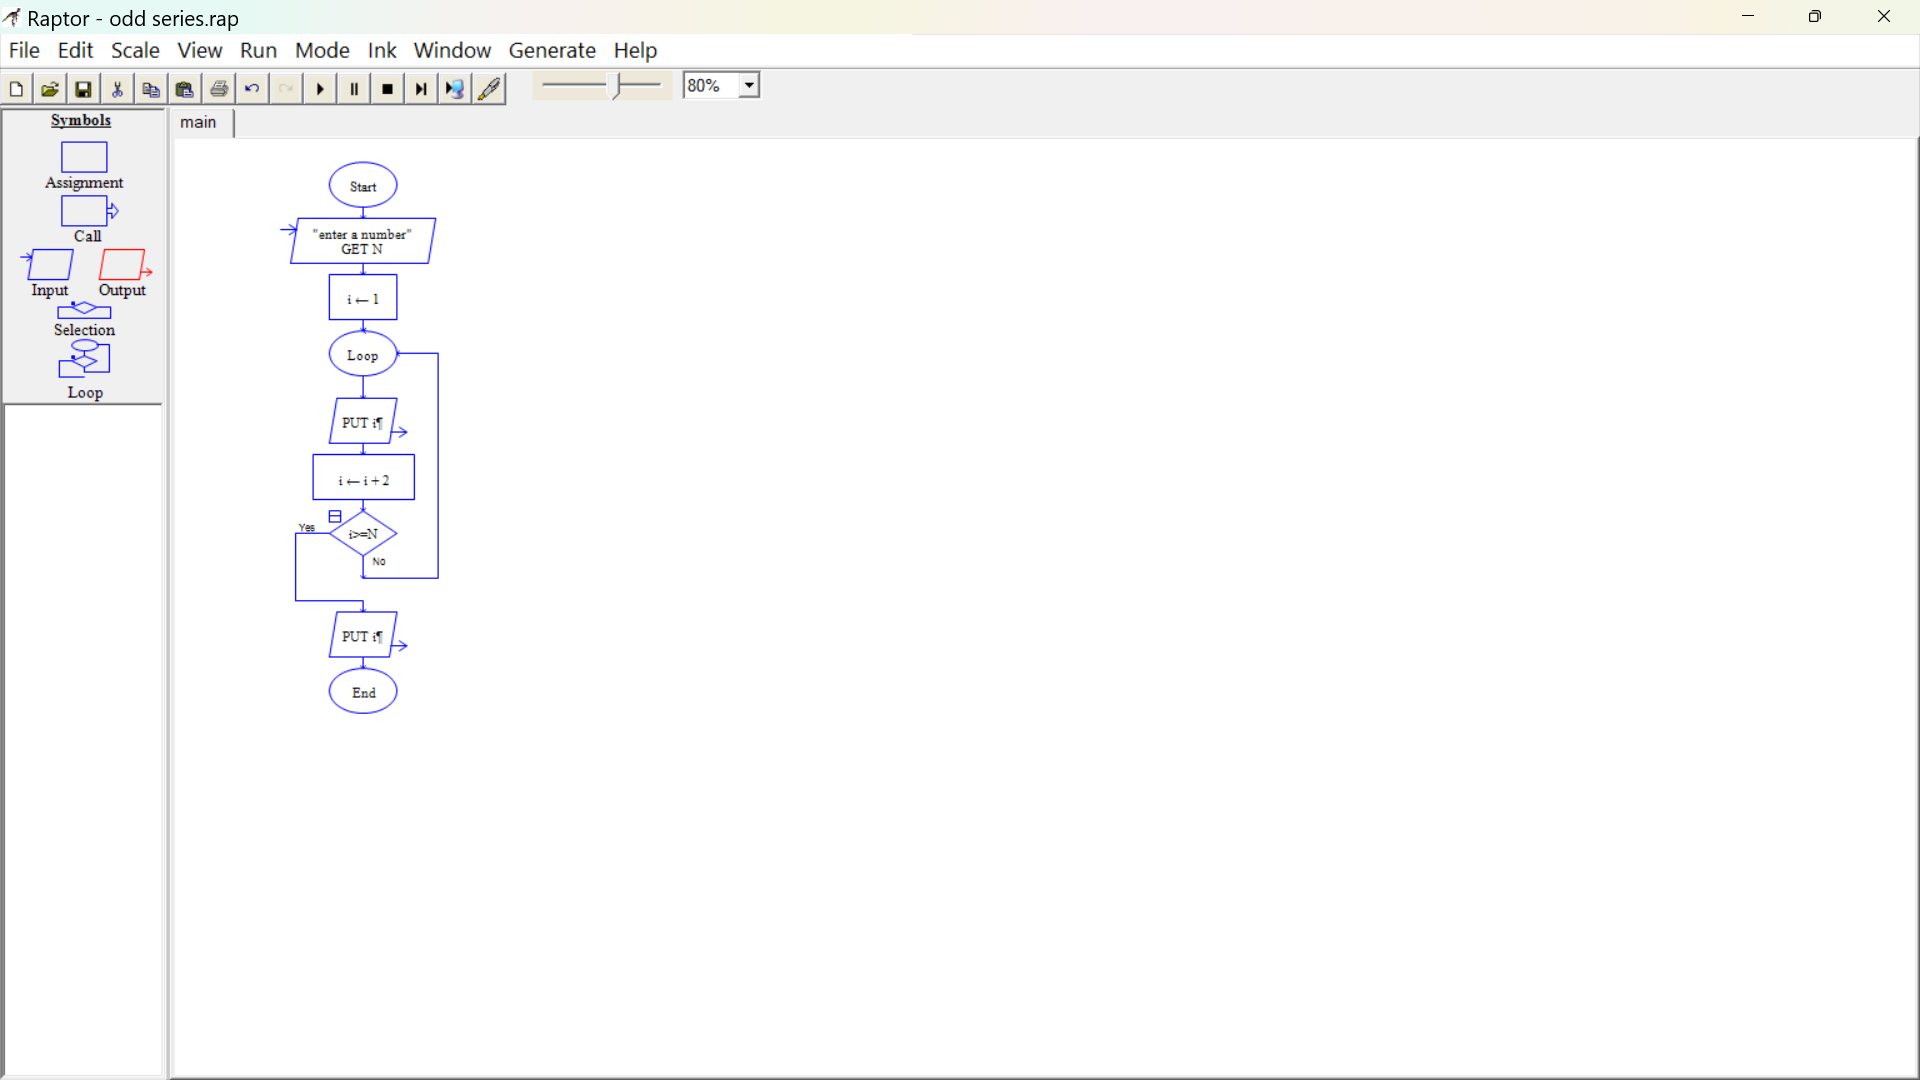 Raptor - odd series.rap
File Edit Scale View Run Mode Ink Window Generate Help
80%
Symbols
main
Assignment
Call
Input Output
Selection
Loop
Start
"enter a number"
GET N
i ← 1
Loop
PUT i¶
i ← i + 2
Yes
i>=N
No
PUT i¶
End